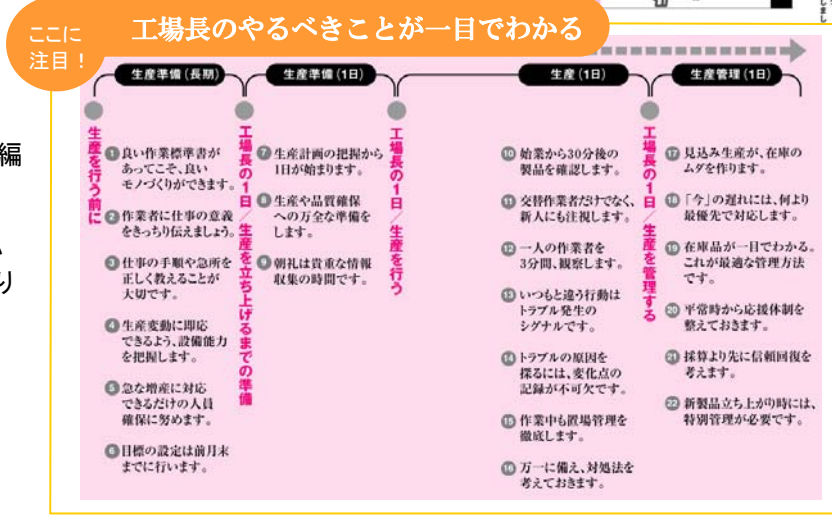 ここに
注目！
工場長のやるべきことが一目でわかる
生産準備（長期）
生産準備（1日）
生産（1日）
生産管理（1日）
生産を行う前に
1 良い作業標準書が
あってこそ、良い
モノづくりができます。
2 作業者に仕事の意義
をきっちり伝えましょう。
3 仕事の手順や急所を
正しく教えることが
大切です。
4 生産変動に即応
できるよう、設備能力
を把握します。
5 急な増産に対応
できるだけの人員
確保に努めます。
6 目標の設定は前月末
までに行います。
工場長の1日／生産を立ち上げるまでの準備
7 生産計画の把握から
1日が始まります。
8 生産や品質確保
への万全な準備を
します。
9 朝礼は貴重な情報
収集の時間です。
工場長の1日／生産を行う
10 始業から30分後の
製品を確認します。
11 交替作業者だけでなく、
新人にも注視します。
12 一人の作業者を
3分間、観察します。
13 いつもと違う行動は
トラブル発生の
シグナルです。
14 トラブルの原因を
探るには、変化点の
記録が不可欠です。
15 作業中も置場管理を
徹底します。
16 万一に備え、対処法を
考えておきます。
工場長の1日／生産を管理する
17 見込み生産が、在庫の
ムダを作ります。
18 「今」の遅れには、何より
最優先で対応します。
19 在庫品が一目でわかる。
これが最適な管理方法
です。
20 平常時から応援体制を
整えておきます。
21 採算より先に信頼回復を
考えます。
22 新製品立ち上がり時には、
特別管理が必要です。
編
り